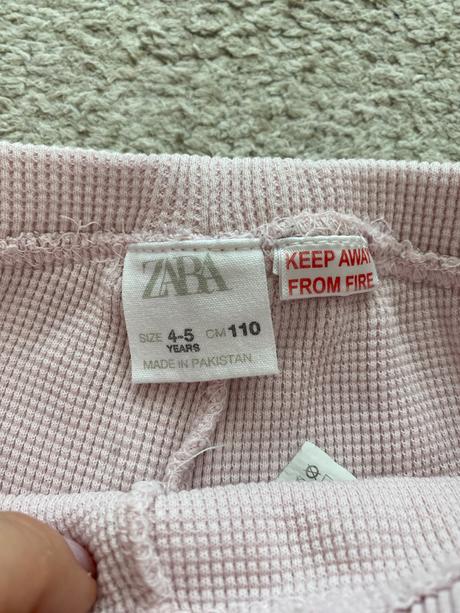 ZARA
SIZE 4-5 CM 110
YEARS
MADE IN PAKISTAN
KEEP AWAY
FROM FIRE